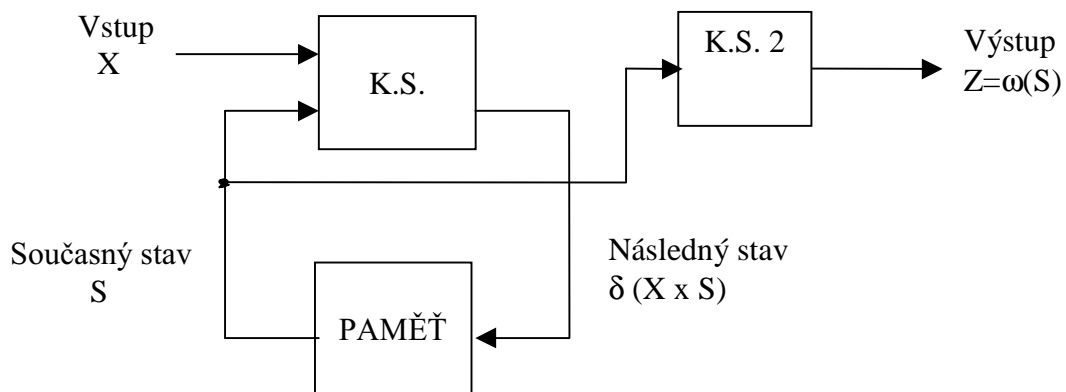 Vstup
X
K.S.
K.S. 2
Výstup
Z=ω(S)
Současný stav
S
Následný stav
δ (X x S)
PAMĚŤ